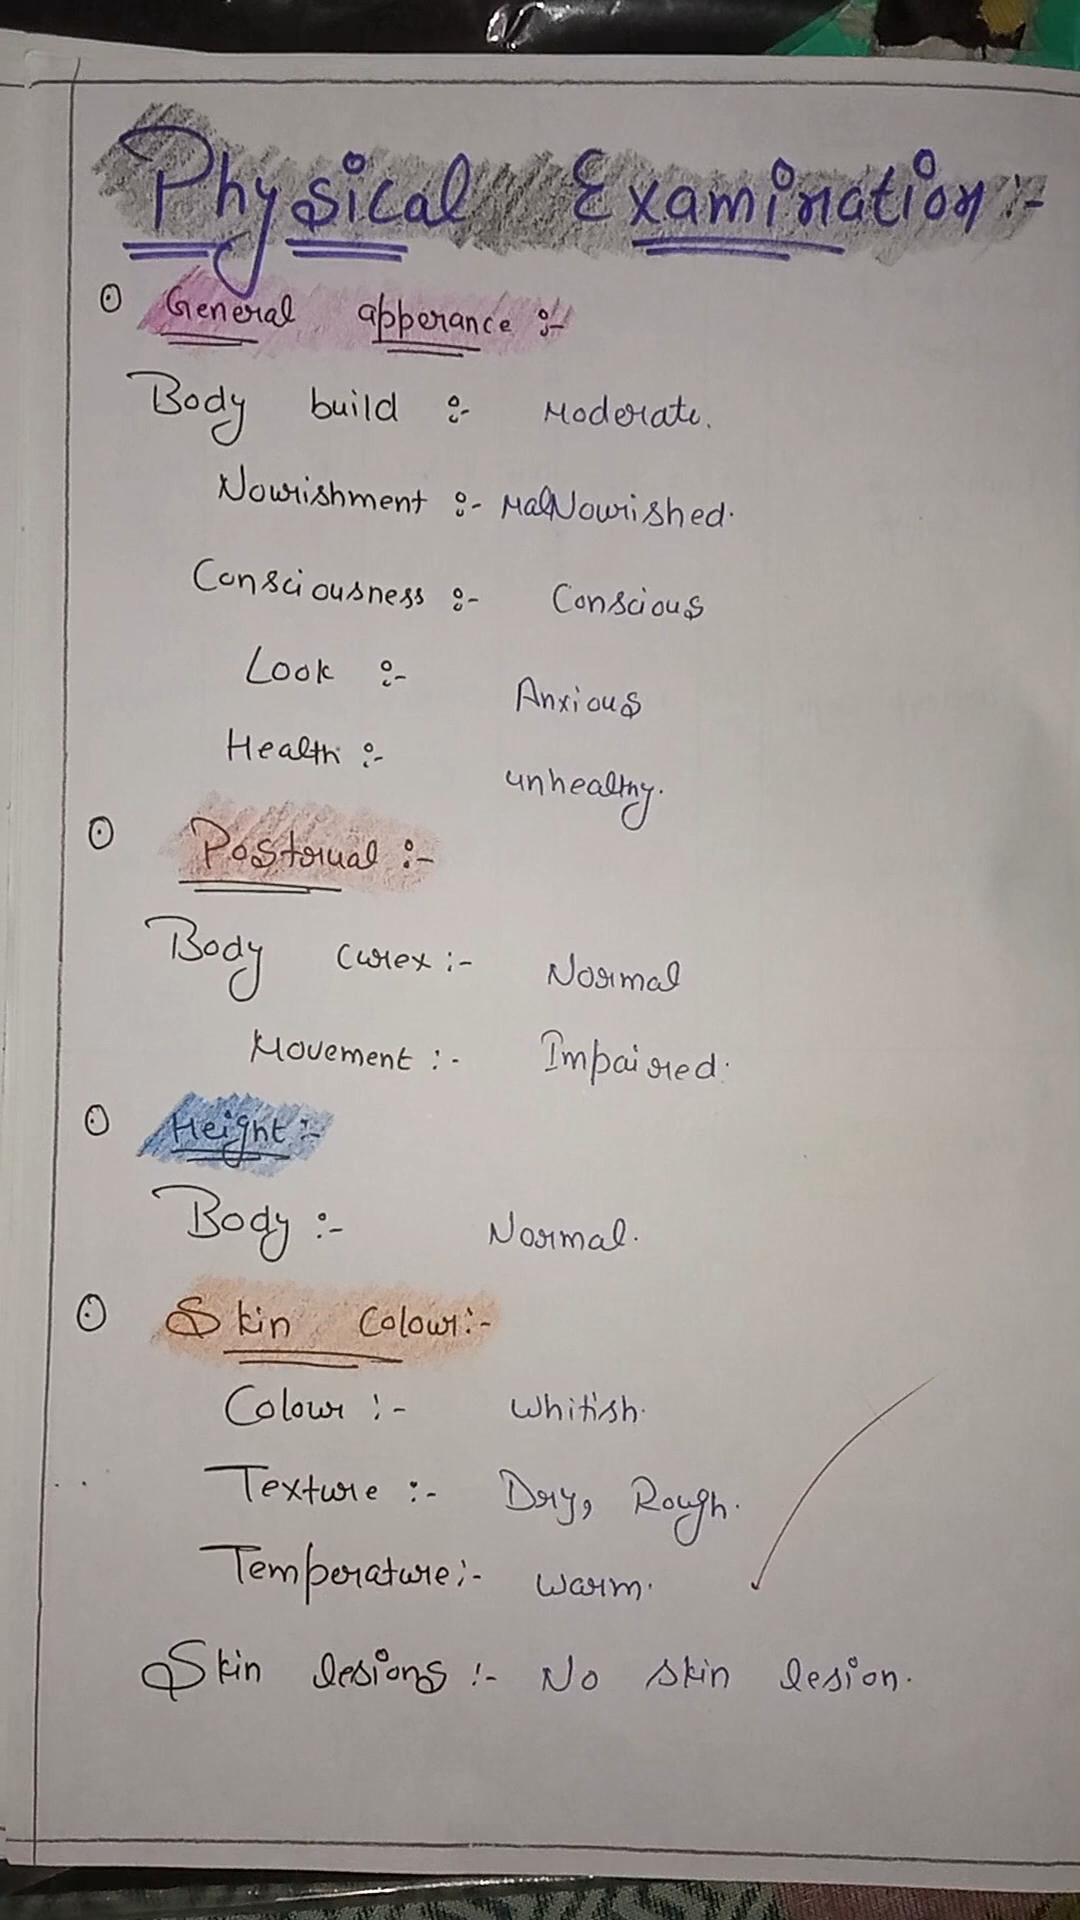 Physical Examination :-
General apperance :-
Body build :- Moderate.
Nourishment :- MalNourished.
Consciousness :- Conscious
Look :- Anxious
Health :- unhealthy.
Postural :-
Body Curex :- Normal
Movement :- Impaired.
Height :-
Body :- Normal.
Skin Colour :-
Colour :- Whitish.
Texture :- Dry, Rough.
Temperature :- Warm.
Skin lesions :- No skin lesion.